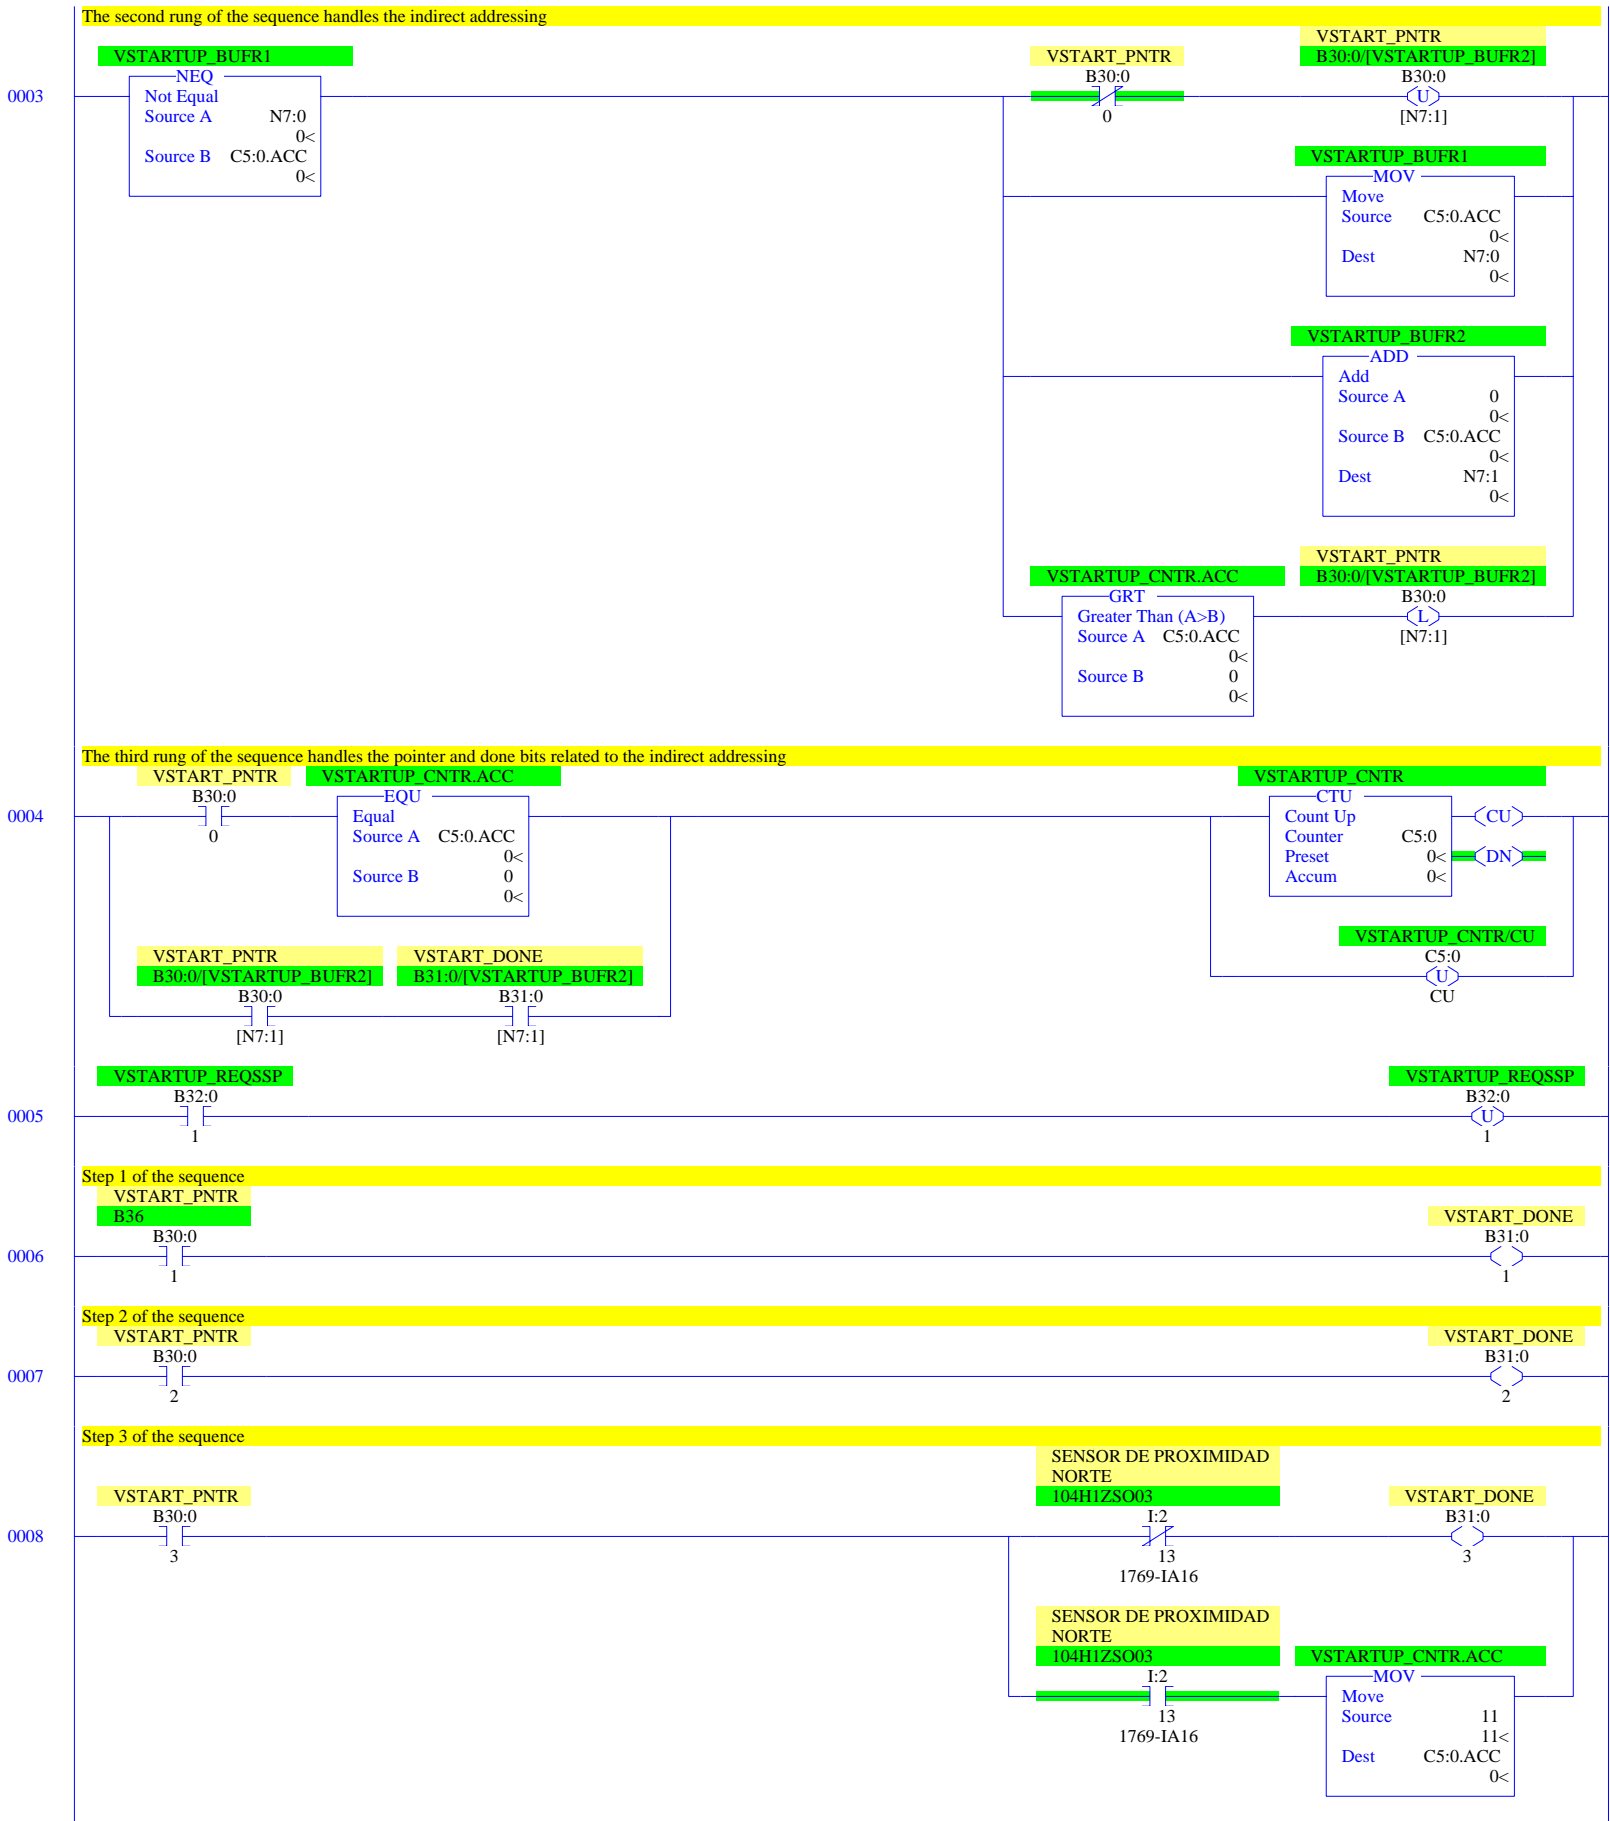 The second rung of the sequence handles the indirect addressing
0003
VSTARTUP_BUFR1
NEQ
Not Equal
Source A N7:0
0<
Source B C5:0.ACC
0<
VSTART_PNTR
B30:0
0
VSTART_PNTR
B30:0/[VSTARTUP_BUFR2]
B30:0
U
[N7:1]
VSTARTUP_BUFR1
MOV
Move
Source C5:0.ACC
0<
Dest N7:0
0<
VSTARTUP_BUFR2
ADD
Add
Source A 0
0<
Source B C5:0.ACC
0<
Dest N7:1
0<
VSTARTUP_CNTR.ACC
GRT
Greater Than (A>B)
Source A C5:0.ACC
0<
Source B 0
0<
VSTART_PNTR
B30:0/[VSTARTUP_BUFR2]
B30:0
L
[N7:1]
The third rung of the sequence handles the pointer and done bits related to the indirect addressing
0004
VSTART_PNTR
B30:0
0
VSTARTUP_CNTR.ACC
EQU
Equal
Source A C5:0.ACC
0<
Source B 0
0<
VSTARTUP_CNTR
CTU
Count Up
Counter C5:0
Preset 0<
Accum 0<
CU
DN
VSTART_PNTR
B30:0/[VSTARTUP_BUFR2]
B30:0
[N7:1]
VSTART_DONE
B31:0/[VSTARTUP_BUFR2]
B31:0
[N7:1]
VSTARTUP_CNTR/CU
C5:0
U
CU
0005
VSTARTUP_REQSSP
B32:0
1
VSTARTUP_REQSSP
B32:0
U
1
Step 1 of the sequence
0006
VSTART_PNTR
B36
B30:0
1
VSTART_DONE
B31:0
1
Step 2 of the sequence
0007
VSTART_PNTR
B30:0
2
VSTART_DONE
B31:0
2
Step 3 of the sequence
0008
VSTART_PNTR
B30:0
3
SENSOR DE PROXIMIDAD
NORTE
104H1ZSO03
I:2
13
1769-IA16
VSTART_DONE
B31:0
3
SENSOR DE PROXIMIDAD
NORTE
104H1ZSO03
I:2
13
1769-IA16
VSTARTUP_CNTR.ACC
MOV
Move
Source 11
11<
Dest C5:0.ACC
0<